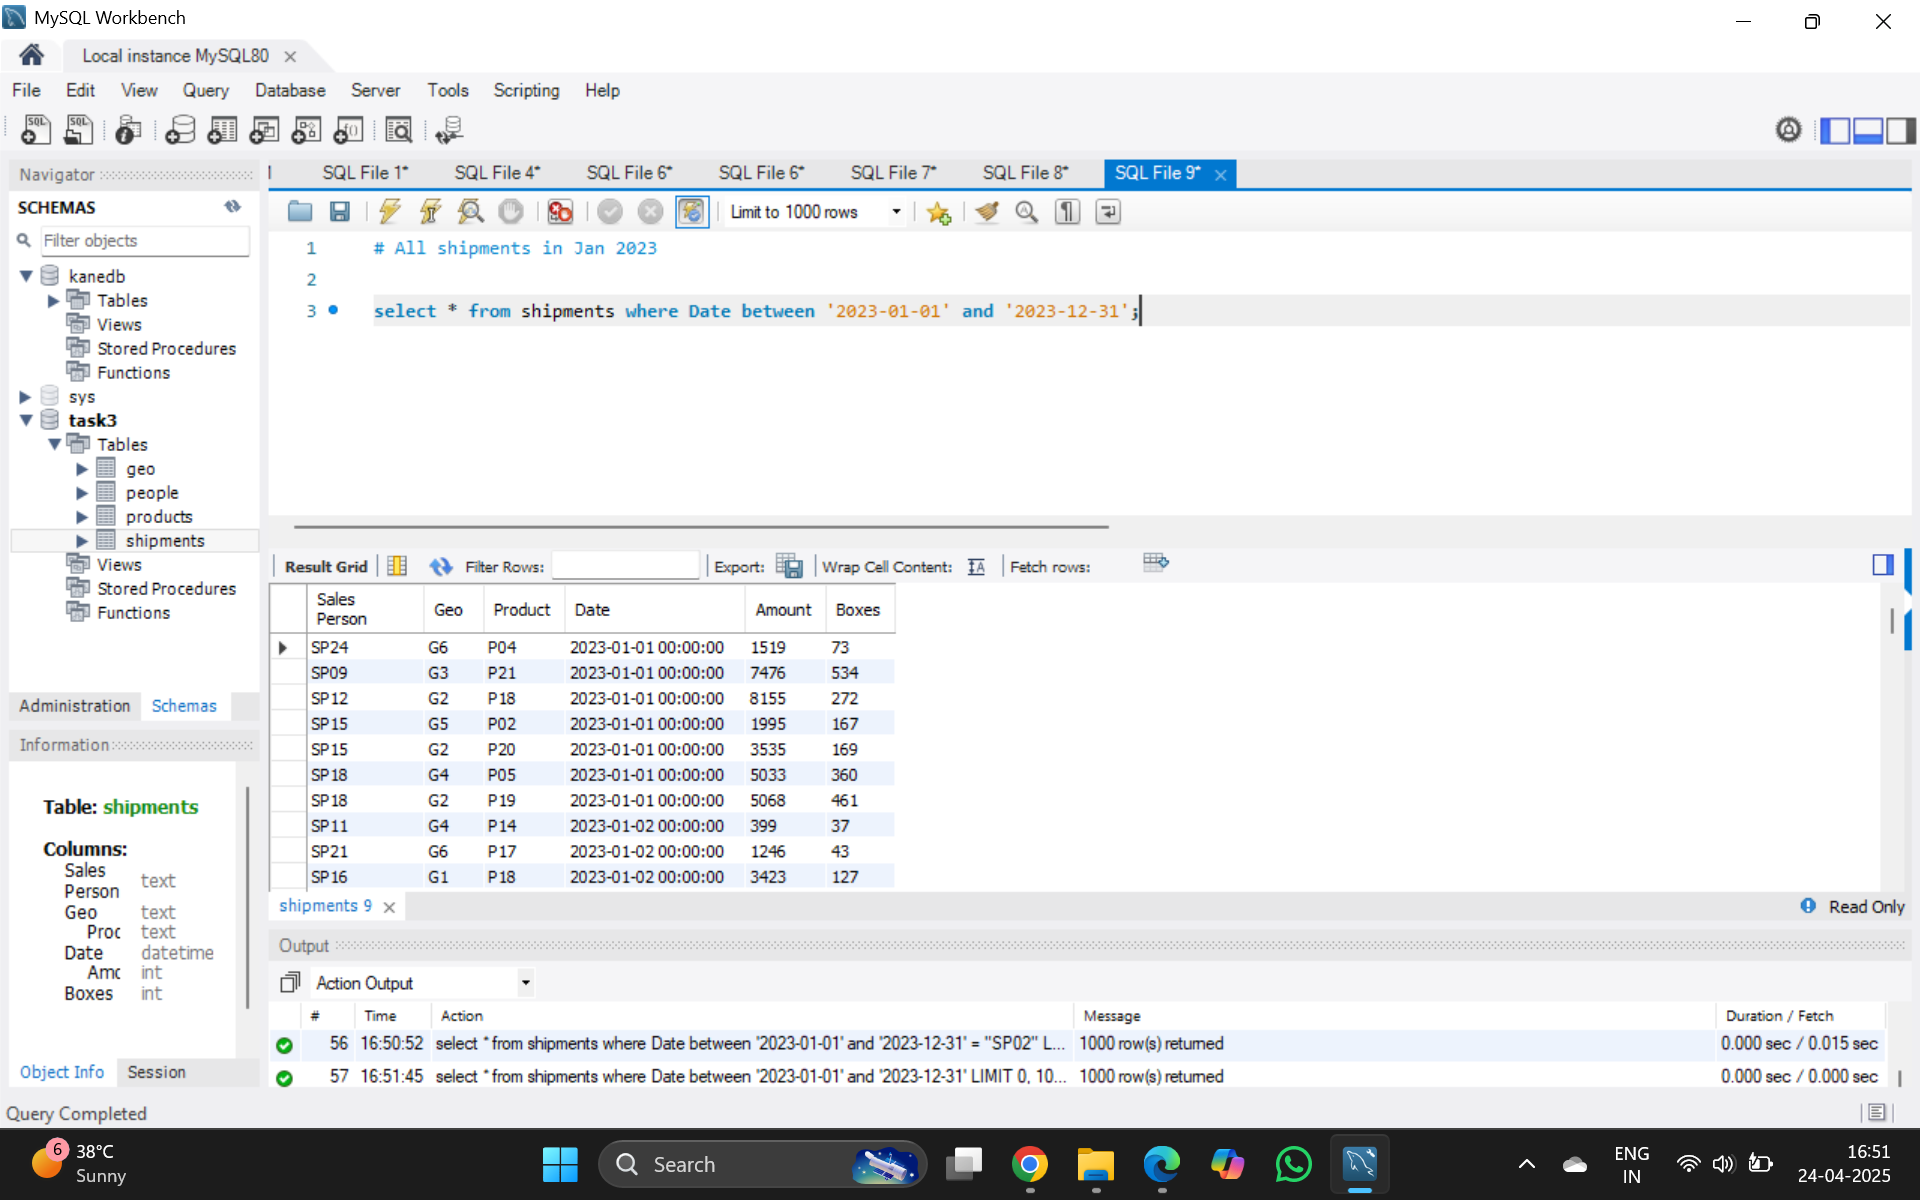 MySQL Workbench
Local instance MySQL80
File Edit View Query Database Server Tools Scripting Help
Navigator
SCHEMAS
Filter objects
kanedb
Tables
Views
Stored Procedures
Functions
sys
task3
Tables
geo
people
products
shipments
Views
Stored Procedures
Functions
Administration Schemas
Information
Table: shipments
Columns:
Sales Person text
Geo text
Proc text
Date datetime
Amc int
Boxes int
Object Info Session
SQL File 1* SQL File 4* SQL File 6* SQL File 6* SQL File 7* SQL File 8* SQL File 9*
Limit to 1000 rows
1 # All shipments in Jan 2023
2
3 select * from shipments where Date between '2023-01-01' and '2023-12-31';
Result Grid Filter Rows: Export: Wrap Cell Content: Fetch rows:
Sales Person Geo Product Date Amount Boxes
SP24 G6 P04 2023-01-01 00:00:00 1519 73
SP09 G3 P21 2023-01-01 00:00:00 7476 534
SP12 G2 P18 2023-01-01 00:00:00 8155 272
SP15 G5 P02 2023-01-01 00:00:00 1995 167
SP15 G2 P20 2023-01-01 00:00:00 3535 169
SP18 G4 P05 2023-01-01 00:00:00 5033 360
SP18 G2 P19 2023-01-01 00:00:00 5068 461
SP11 G4 P14 2023-01-02 00:00:00 399 37
SP21 G6 P17 2023-01-02 00:00:00 1246 43
SP16 G1 P18 2023-01-02 00:00:00 3423 127
shipments 9
Read Only
Output
Action Output
# Time Action Message Duration / Fetch
56 16:50:52 select * from shipments where Date between '2023-01-01' and '2023-12-31' = "SP02" L... 1000 row(s) returned 0.000 sec / 0.015 sec
57 16:51:45 select * from shipments where Date between '2023-01-01' and '2023-12-31' LIMIT 0, 10... 1000 row(s) returned 0.000 sec / 0.000 sec
Query Completed
6
38°C
Sunny
Search
ENG
IN
16:51
24-04-2025